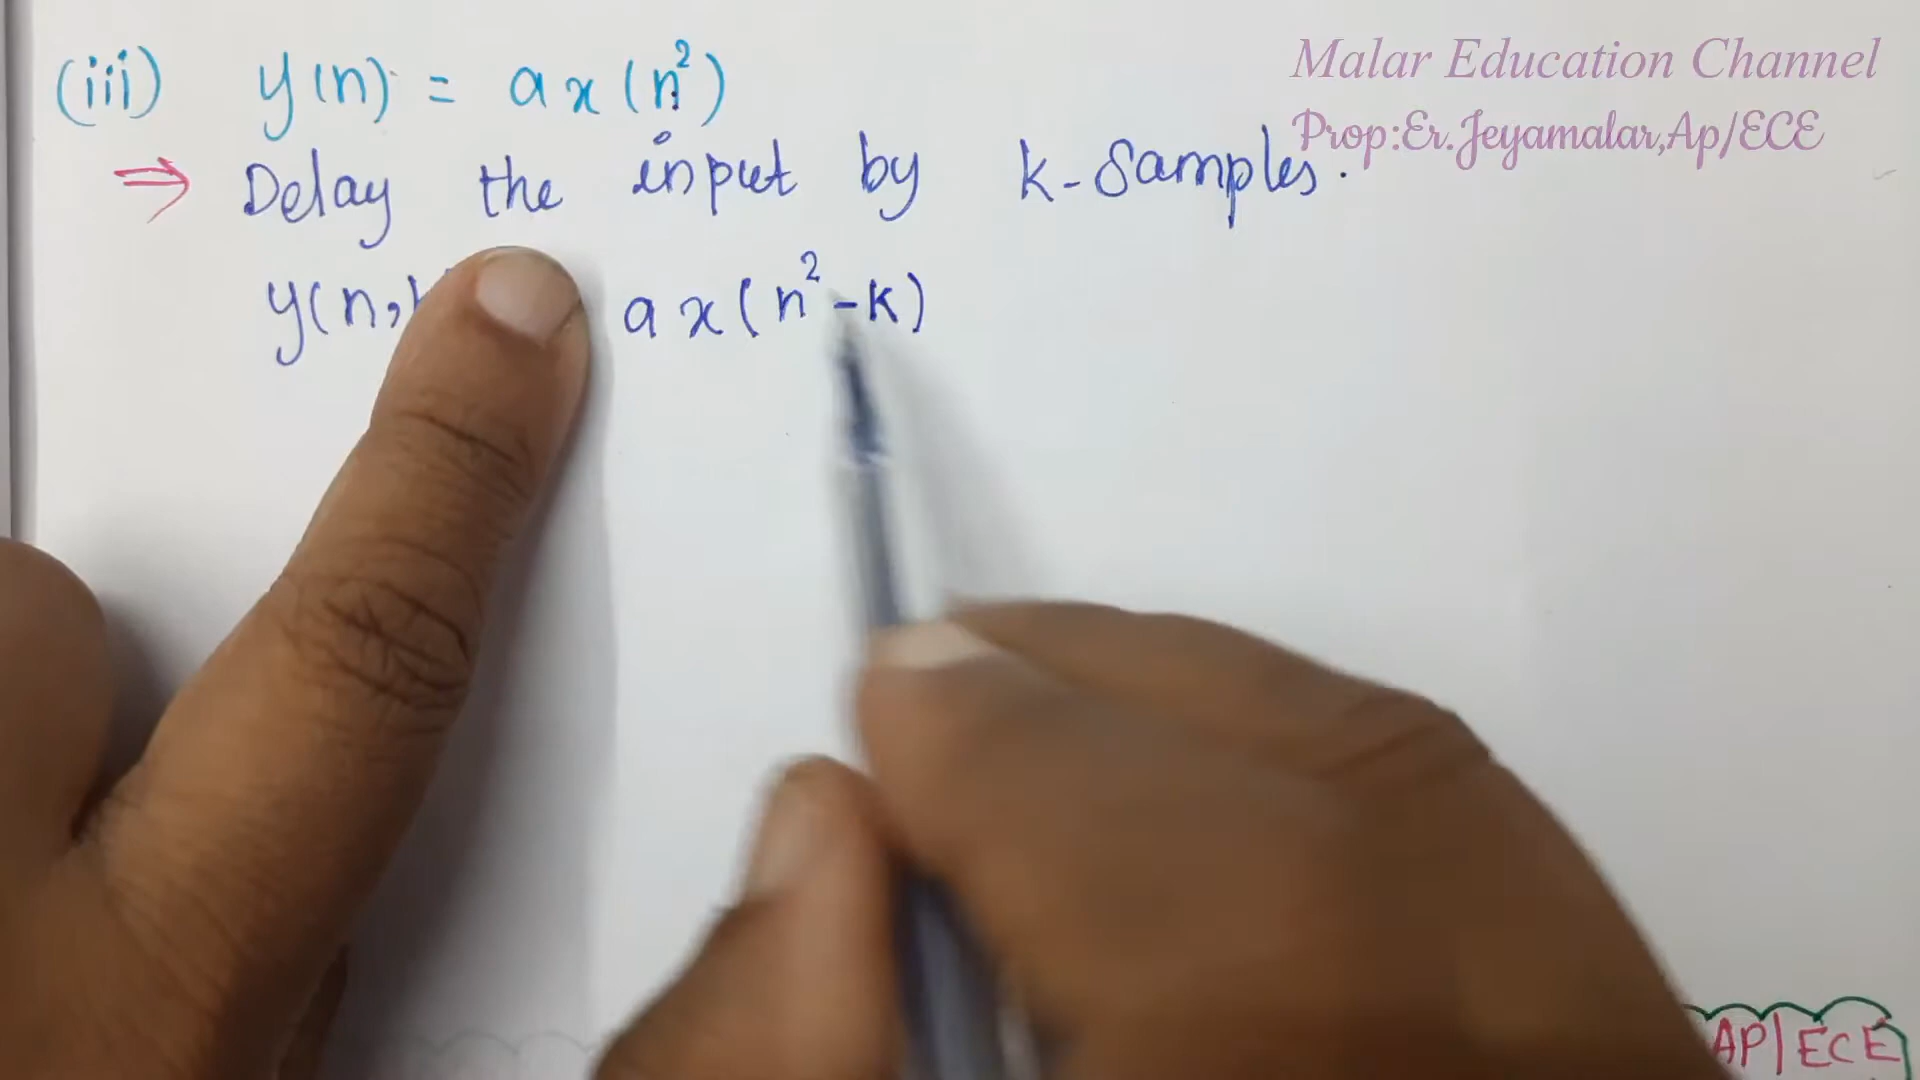 Malar Education Channel
Prop:Er.Jeyamalar,Ap/ECE
(iii) y(n) = ax(n²)
⇒ Delay the input by k-Samples.
y(n, ax(n²-k)
AP|ECE